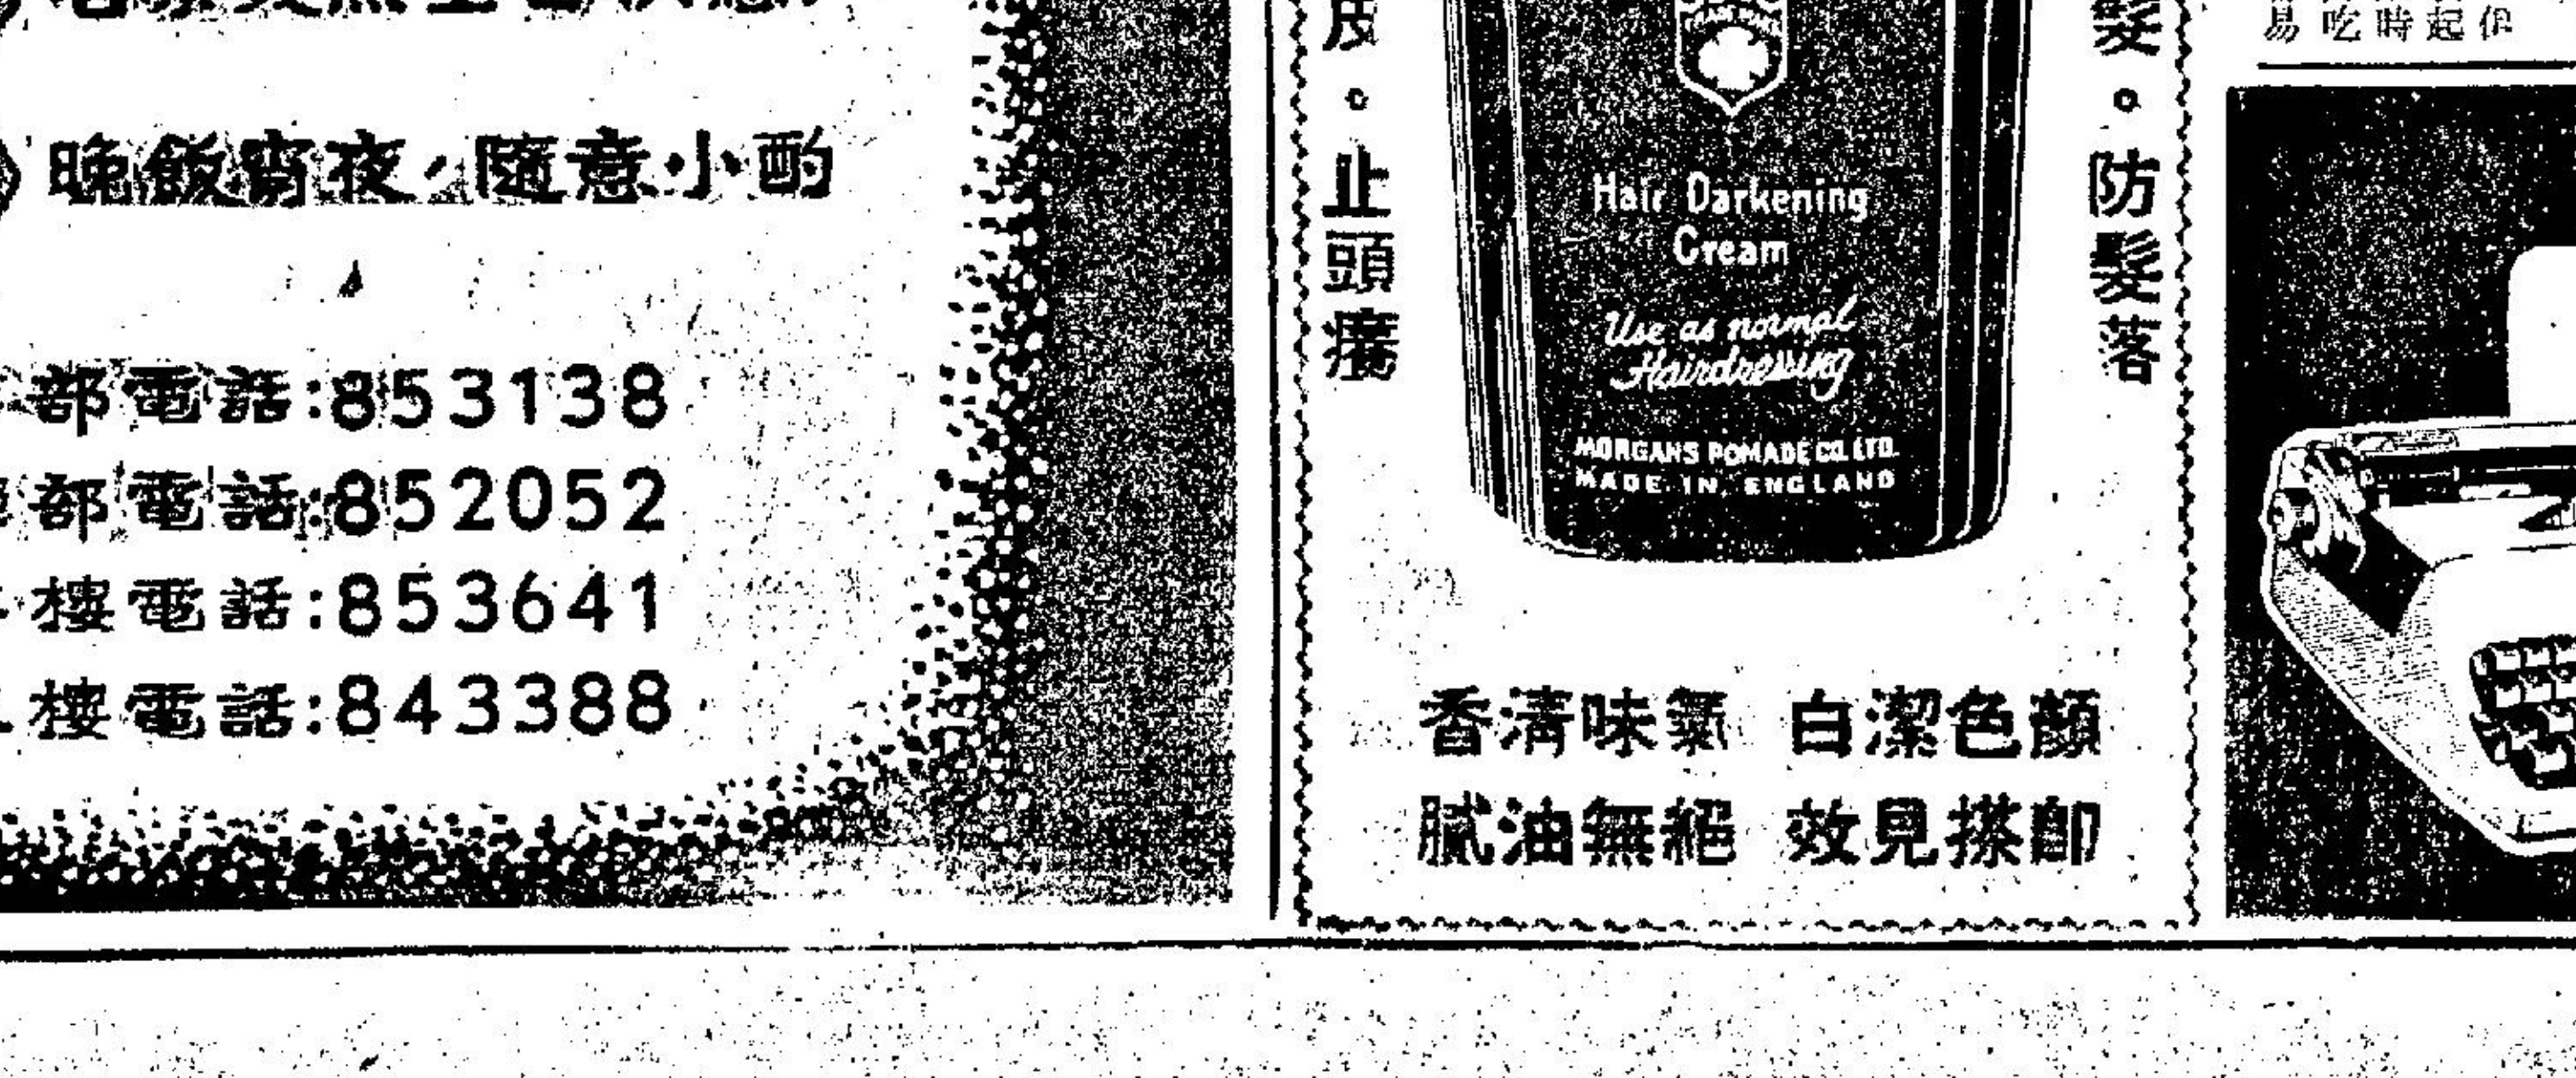 晚飯宵夜，隨意小酌
部電話:853138
部電話:852052
樓電話:853641
樓電話:843388
髮。防髮落
皮。止頭癢
Hair Darkening
Cream
Use as normal
Hairdressing
MORGANS POMADE CO. LTD.
MADE IN ENGLAND
香清味氣 白潔色顏
膩油無絕 效見搽即
易吃時起